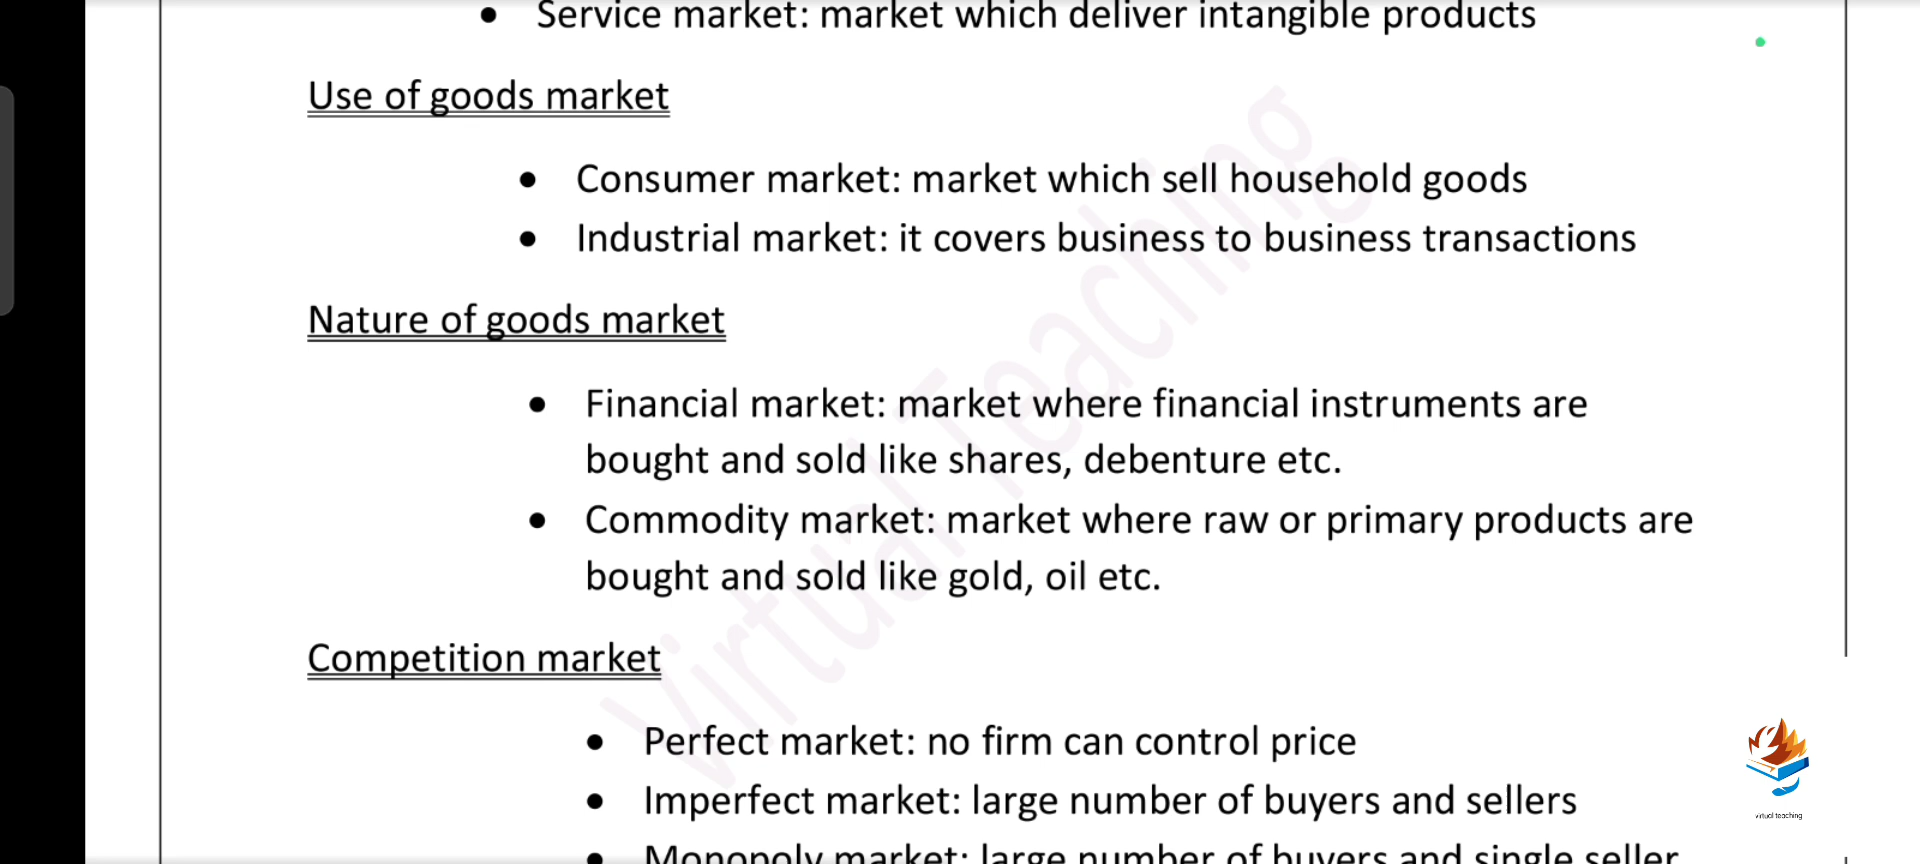 Service market: market which deliver intangible products
Use of goods market
Consumer market: market which sell household goods
Industrial market: it covers business to business transactions
Nature of goods market
Financial market: market where financial instruments are
bought and sold like shares, debenture etc.
Commodity market: market where raw or primary products are
bought and sold like gold, oil etc.
Competition market
Perfect market: no firm can control price
Imperfect market: large number of buyers and sellers
Monopoly market: large number of buyers and single seller
Virtual Teaching
virtual teaching